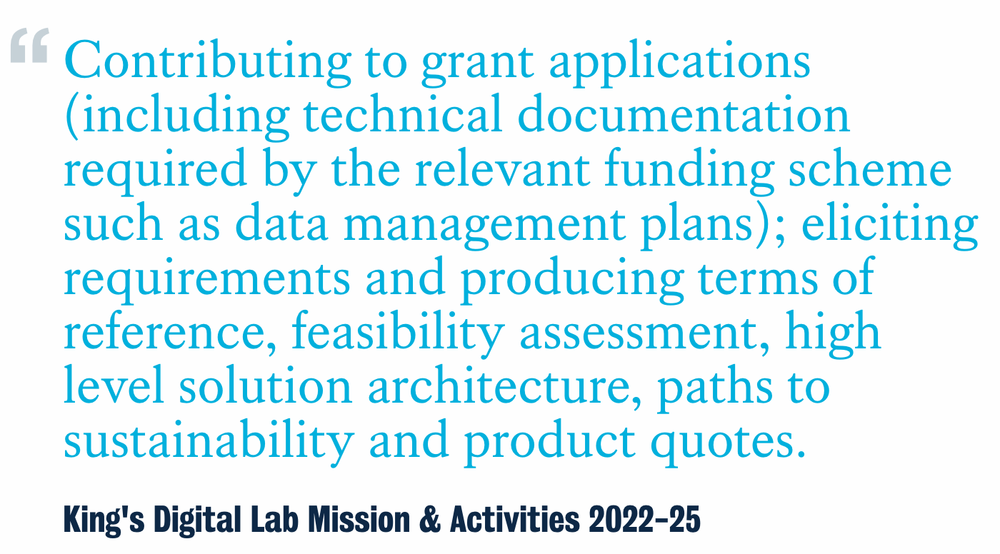 “ Contributing to grant applications
(including technical documentation
required by the relevant funding scheme
such as data management plans); eliciting
requirements and producing terms of
reference, feasibility assessment, high
level solution architecture, paths to
sustainability and product quotes.
King's Digital Lab Mission & Activities 2022–25